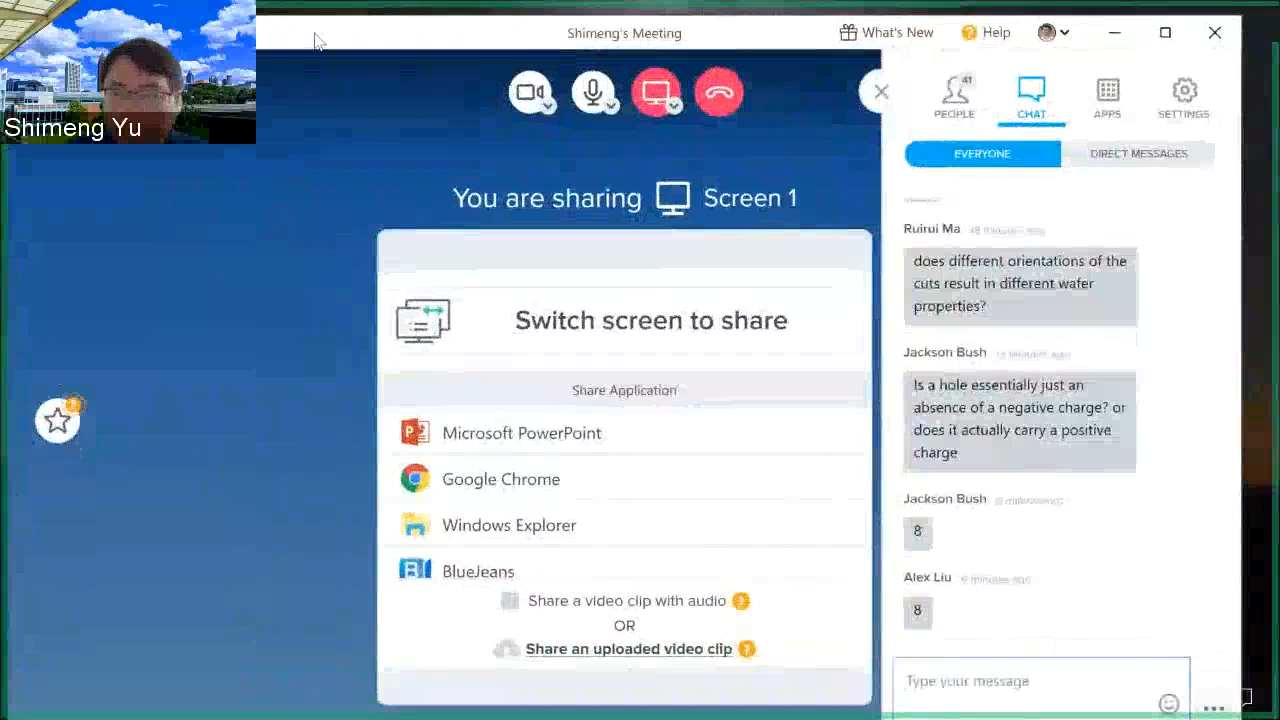 Shimeng's Meeting
What's New
Help
Shimeng Yu
41
PEOPLE
CHAT
APPS
SETTINGS
EVERYONE
DIRECT MESSAGES
You are sharing Screen 1
Ruirui Ma
does different orientations of the
cuts result in different wafer
properties?
Switch screen to share
Jackson Bush
Is a hole essentially just an
absence of a negative charge? or
does it actually carry a positive
charge
Share Application
Microsoft PowerPoint
Google Chrome
Windows Explorer
BlueJeans
Jackson Bush
8
Alex Liu 6 minutes ago
8
Share a video clip with audio ?
OR
Share an uploaded video clip ?
Type your message